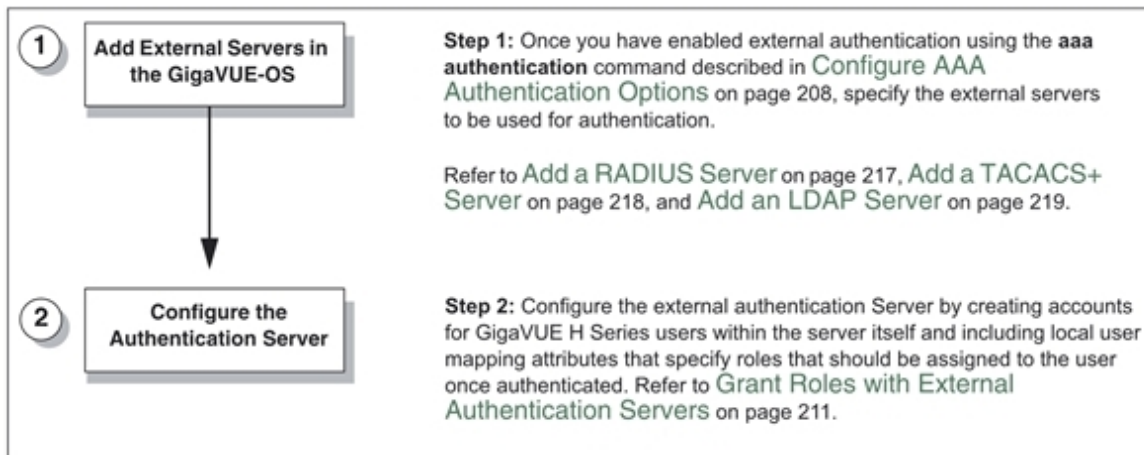 1
Add External Servers in
the GigaVUE-OS
Step 1: Once you have enabled external authentication using the aaa
authentication command described in Configure AAA
Authentication Options on page 208, specify the external servers
to be used for authentication.
Refer to Add a RADIUS Server on page 217, Add a TACACS+
Server on page 218, and Add an LDAP Server on page 219.
2
Configure the
Authentication Server
Step 2: Configure the external authentication Server by creating accounts
for GigaVUE H Series users within the server itself and including local user
mapping attributes that specify roles that should be assigned to the user
once authenticated. Refer to Grant Roles with External
Authentication Servers on page 211.